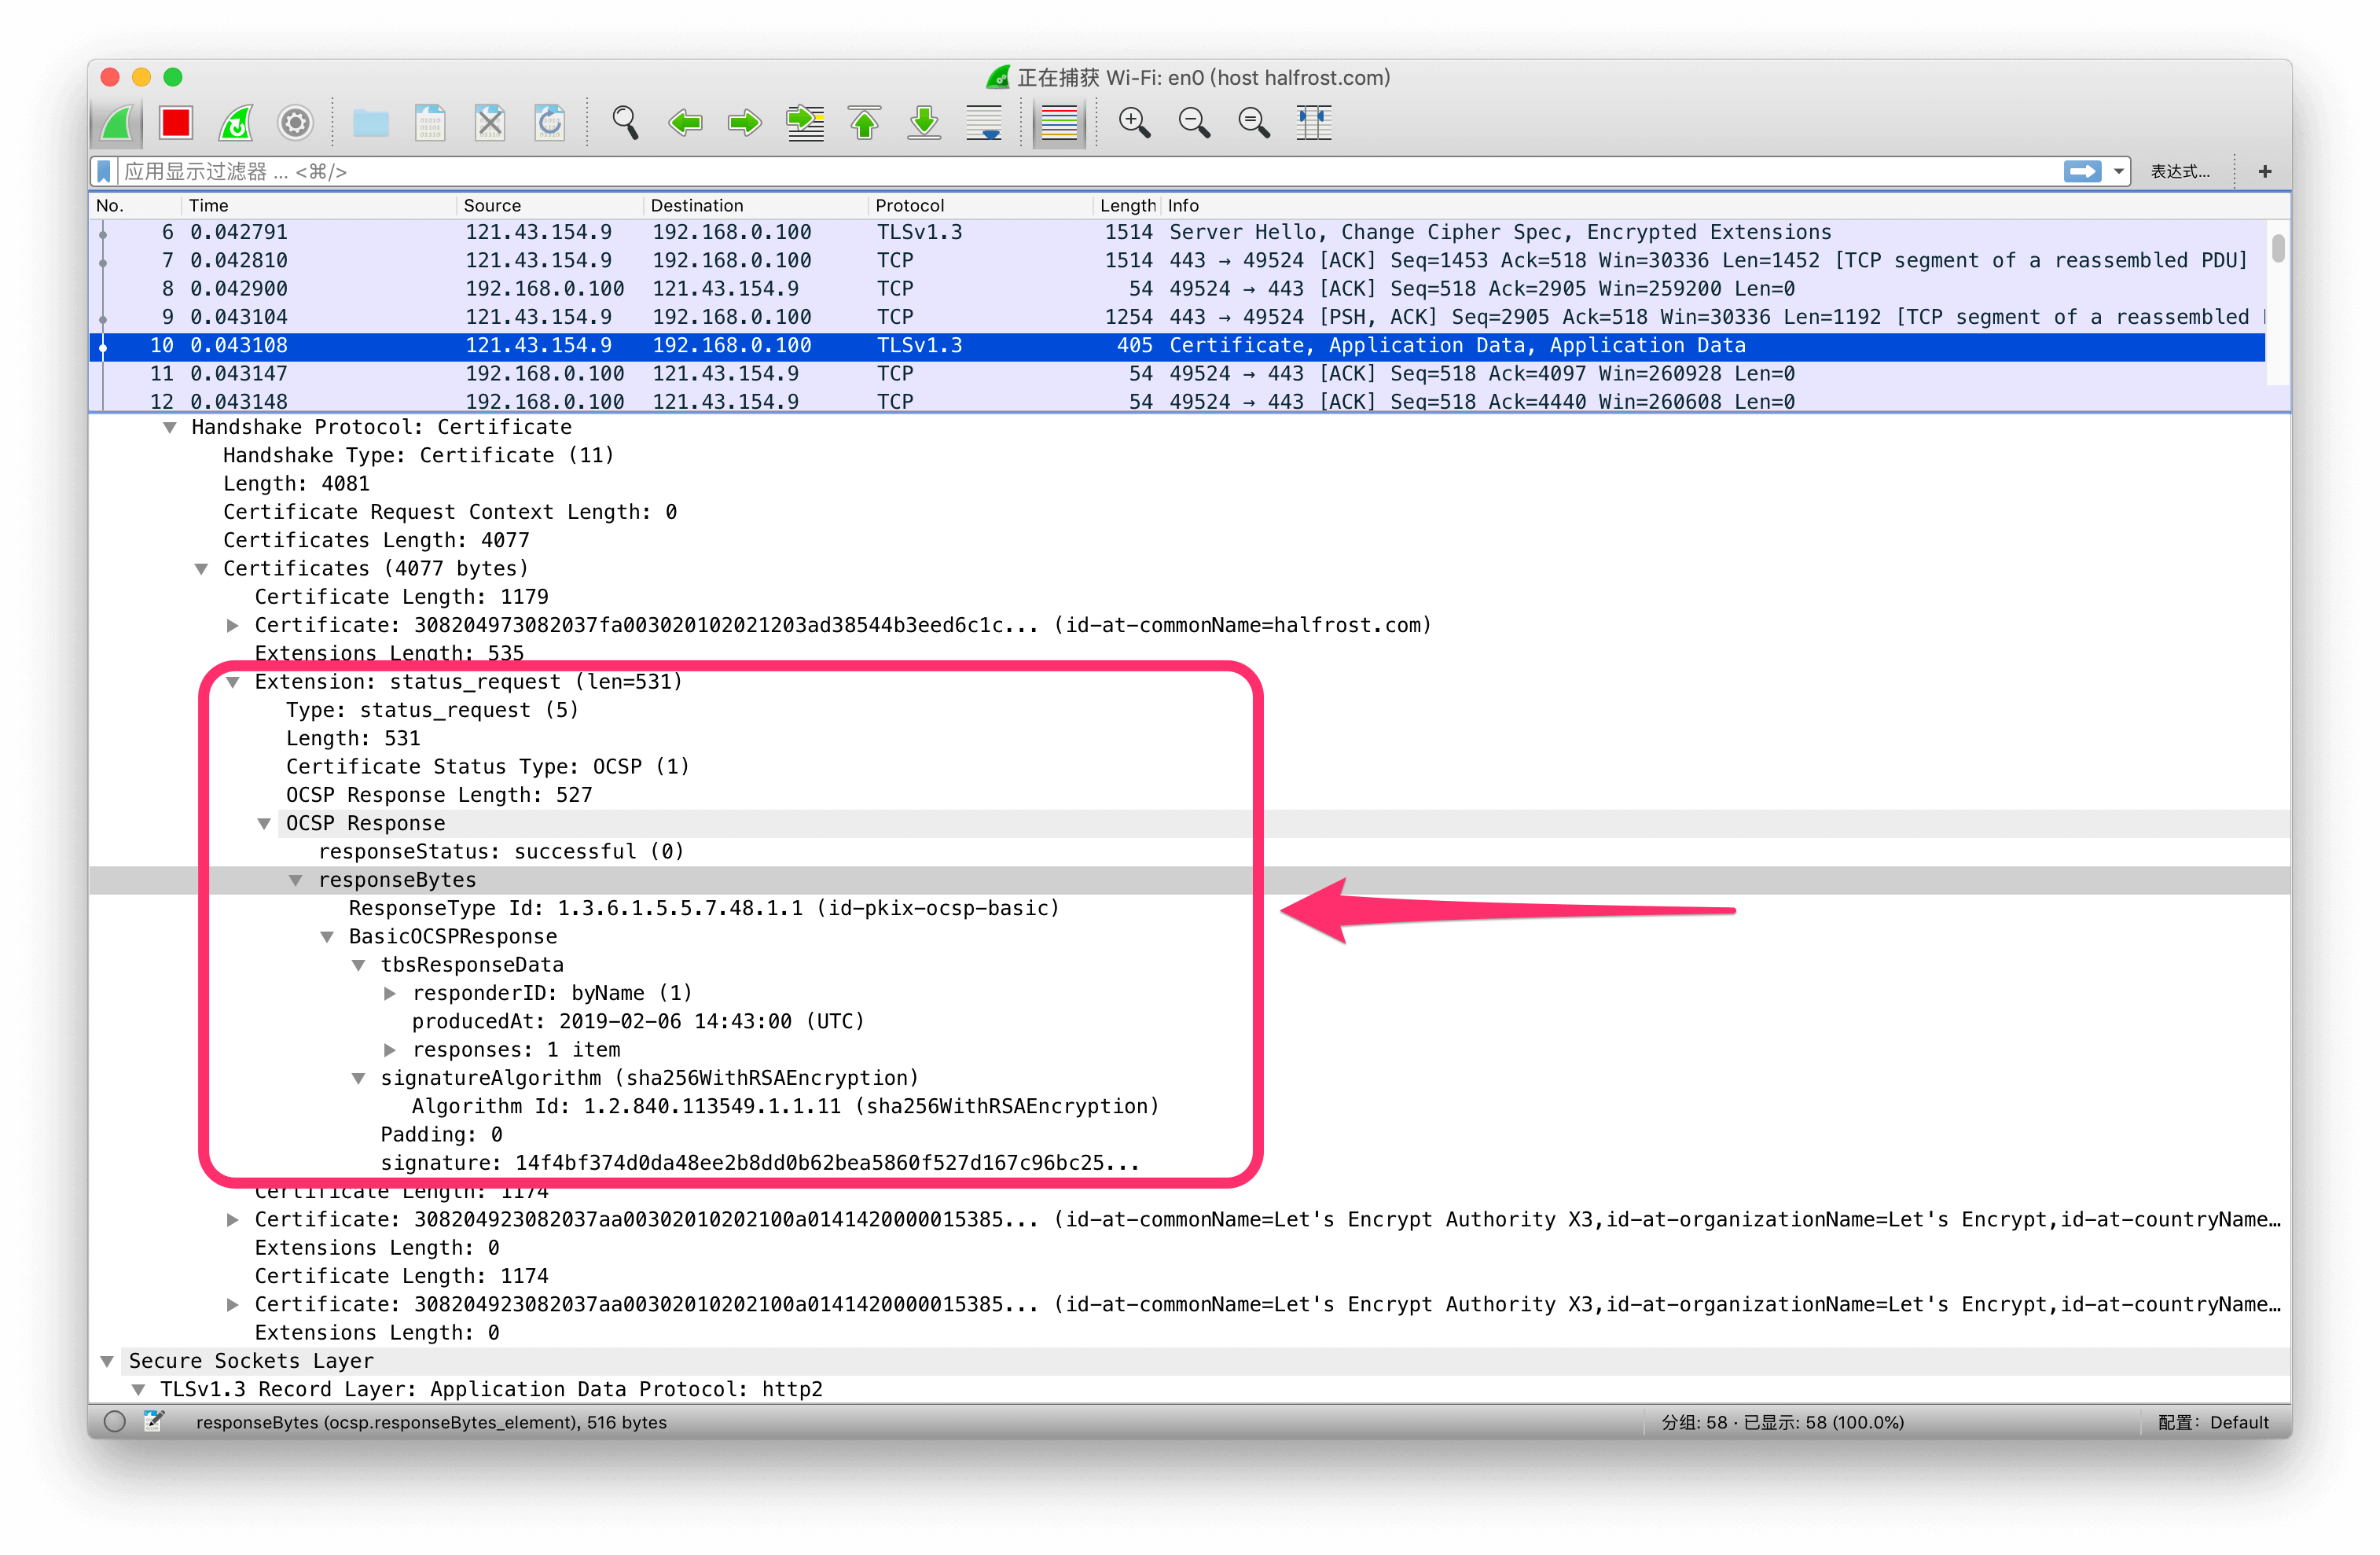 正在捕获 Wi-Fi: en0 (host halfrost.com)
应用显示过滤器 ... <⌘/>
表达式... +
No. Time Source Destination Protocol Length Info
6 0.042791 121.43.154.9 192.168.0.100 TLSv1.3 1514 Server Hello, Change Cipher Spec, Encrypted Extensions
7 0.042810 121.43.154.9 192.168.0.100 TCP 1514 443 → 49524 [ACK] Seq=1453 Ack=518 Win=30336 Len=1452 [TCP segment of a reassembled PDU]
8 0.042900 192.168.0.100 121.43.154.9 TCP 54 49524 → 443 [ACK] Seq=518 Ack=2905 Win=259200 Len=0
9 0.043104 121.43.154.9 192.168.0.100 TCP 1254 443 → 49524 [PSH, ACK] Seq=2905 Ack=518 Win=30336 Len=1192 [TCP segment of a reassembled
10 0.043108 121.43.154.9 192.168.0.100 TLSv1.3 405 Certificate, Application Data, Application Data
11 0.043147 192.168.0.100 121.43.154.9 TCP 54 49524 → 443 [ACK] Seq=518 Ack=4097 Win=260928 Len=0
12 0.043148 192.168.0.100 121.43.154.9 TCP 54 49524 → 443 [ACK] Seq=518 Ack=4440 Win=260608 Len=0
Handshake Protocol: Certificate
Handshake Type: Certificate (11)
Length: 4081
Certificate Request Context Length: 0
Certificates Length: 4077
Certificates (4077 bytes)
Certificate Length: 1179
Certificate: 308204973082037fa003020102021203ad38544b3eed6c1c... (id-at-commonName=halfrost.com)
Extensions Length: 535
Extension: status_request (len=531)
Type: status_request (5)
Length: 531
Certificate Status Type: OCSP (1)
OCSP Response Length: 527
OCSP Response
responseStatus: successful (0)
responseBytes
ResponseType Id: 1.3.6.1.5.5.7.48.1.1 (id-pkix-ocsp-basic)
BasicOCSPResponse
tbsResponseData
responderID: byName (1)
producedAt: 2019-02-06 14:43:00 (UTC)
responses: 1 item
signatureAlgorithm (sha256WithRSAEncryption)
Algorithm Id: 1.2.840.113549.1.1.11 (sha256WithRSAEncryption)
Padding: 0
signature: 14f4bf374d0da48ee2b8dd0b62bea5860f527d167c96bc25...
Certificate Length: 1174
Certificate: 308204923082037aa00302010202100a0141420000015385... (id-at-commonName=Let's Encrypt Authority X3,id-at-organizationName=Let's Encrypt,id-at-countryName...
Extensions Length: 0
Certificate Length: 1174
Certificate: 308204923082037aa00302010202100a0141420000015385... (id-at-commonName=Let's Encrypt Authority X3,id-at-organizationName=Let's Encrypt,id-at-countryName...
Extensions Length: 0
Secure Sockets Layer
TLSv1.3 Record Layer: Application Data Protocol: http2
responseBytes (ocsp.responseBytes_element), 516 bytes
分组: 58 · 已显示: 58 (100.0%)
配置: Default